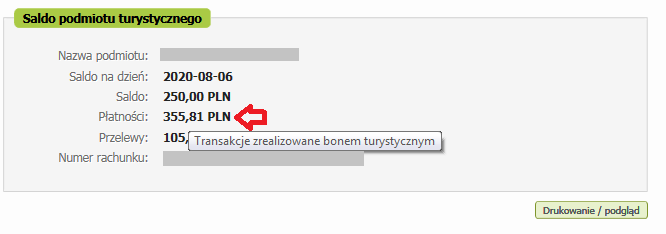 Saldo podmiotu turystycznego
Nazwa podmiotu:
Saldo na dzień: 2020-08-06
Saldo: 250,00 PLN
Płatności: 355,81 PLN
Przelewy: 105,
Transakcje zrealizowane bonem turystycznym
Numer rachunku:
Drukowanie / podgląd